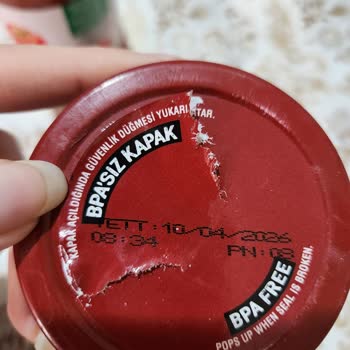 KAPAK AÇILDIĞINDA GÜVENLİK DÜĞMESİ YUKARI ATAR.
BPA'SIZ KAPAK
TETT:10/04/2026
08:34 PN:08
BPA FREE
POPS UP WHEN SEAL IS BROKEN.